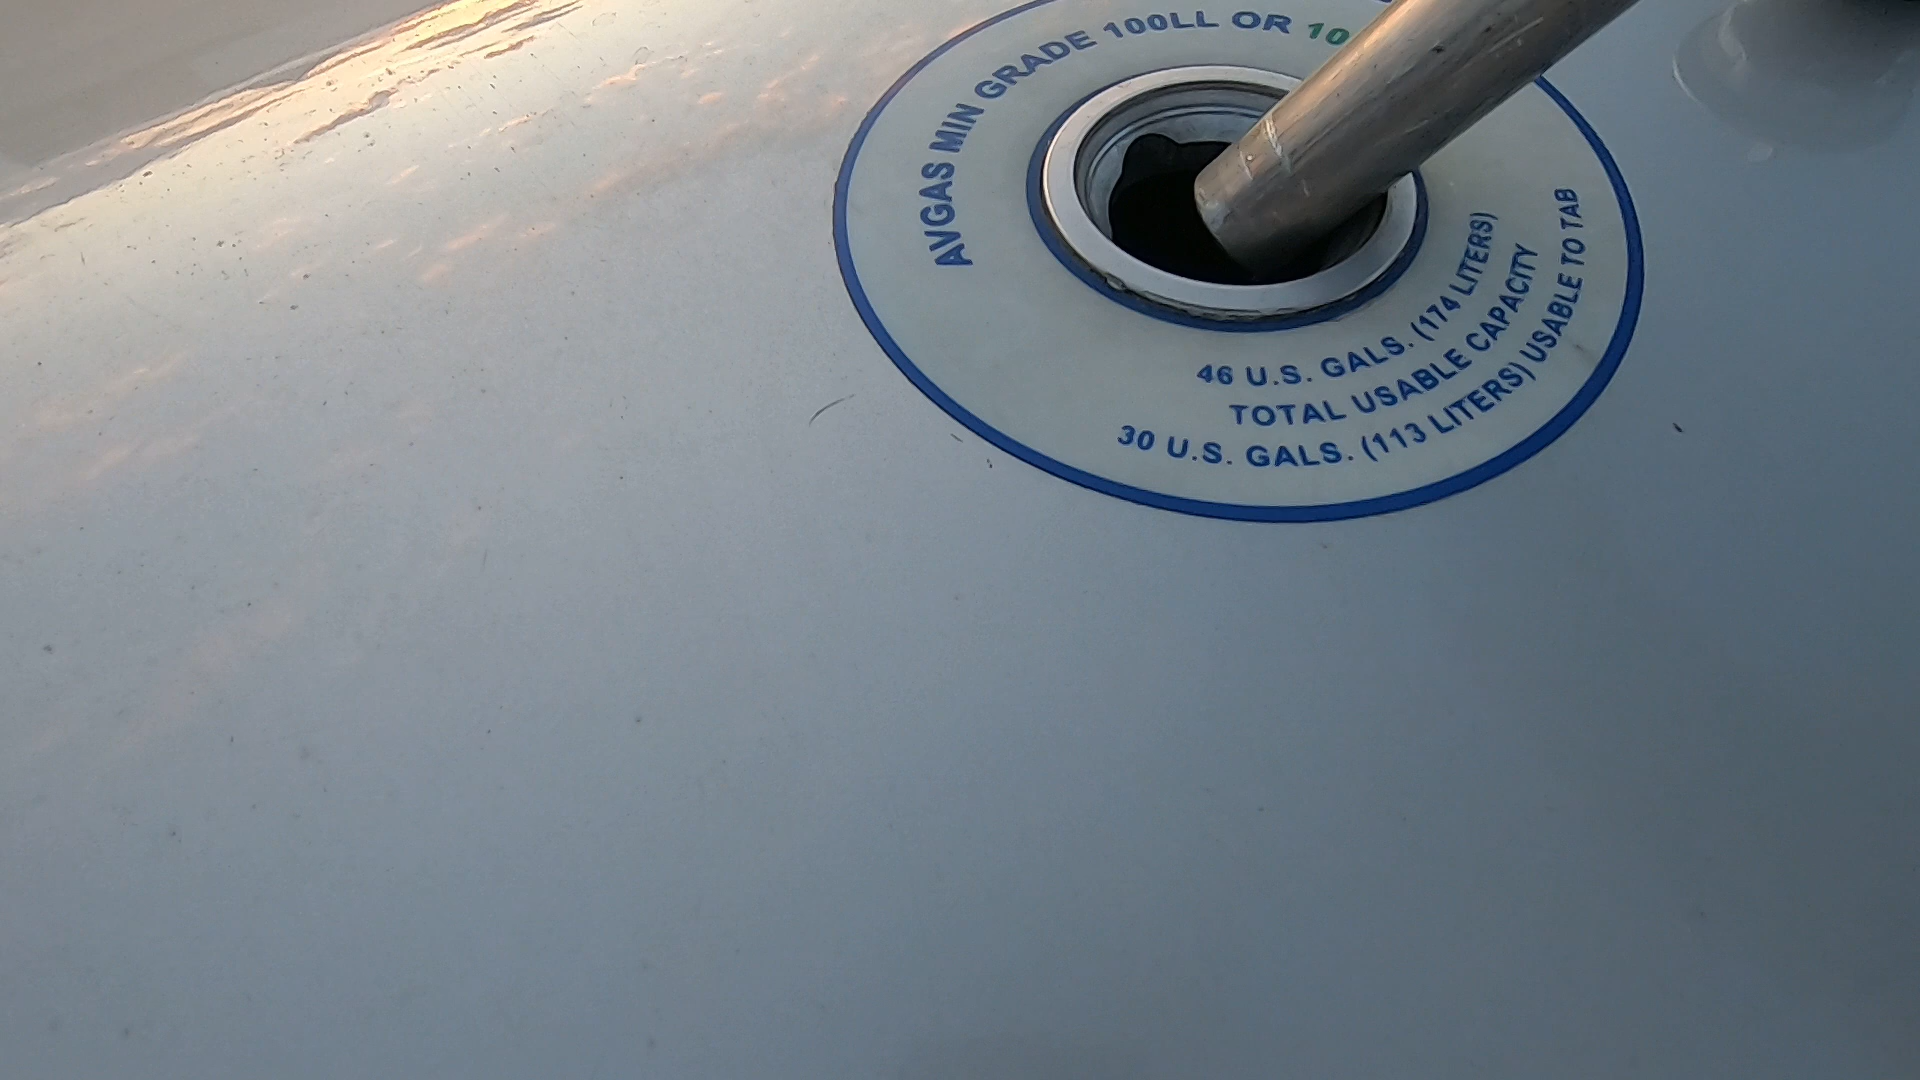 AVGAS MIN GRADE 100LL OR 10
46 U.S. GALS. (174 LITERS)
TOTAL USABLE CAPACITY
30 U.S. GALS. (113 LITERS) USABLE TO TAB